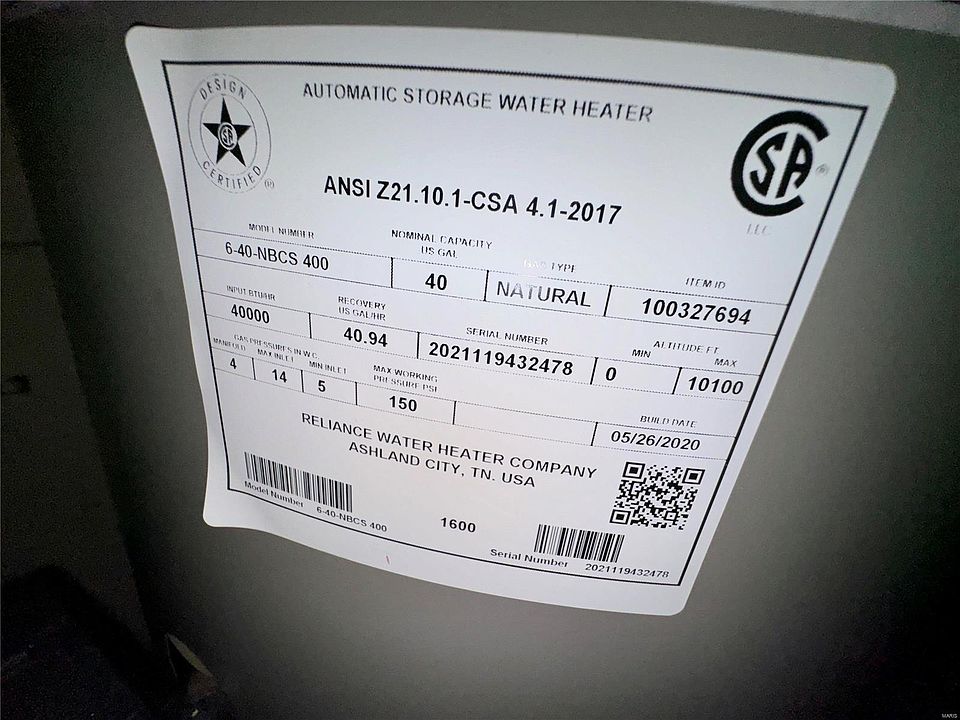 DESIGN
CSA
CERTIFIED
®
AUTOMATIC STORAGE WATER HEATER
CSA
®
LLC
ANSI Z21.10.1-CSA 4.1-2017
MODEL NUMBER
6-40-NBCS 400
NOMINAL CAPACITY
US GAL
40
GAS TYPE
NATURAL
ITEM ID
100327694
INPUT BTU/HR
40000
RECOVERY
US GAL/HR
40.94
SERIAL NUMBER
2021119432478
ALTITUDE FT
MIN
0
MAX
10100
GAS PRESSURES IN W.C.
MANIFOLD
4
MAX INLET
14
MIN INLET
5
MAX WORKING
PRESSURE PSI
150
BUILD DATE
05/26/2020
RELIANCE WATER HEATER COMPANY
ASHLAND CITY, TN. USA
Model Number 6-40-NBCS 400
1600
Serial Number 2021119432478
MARIS